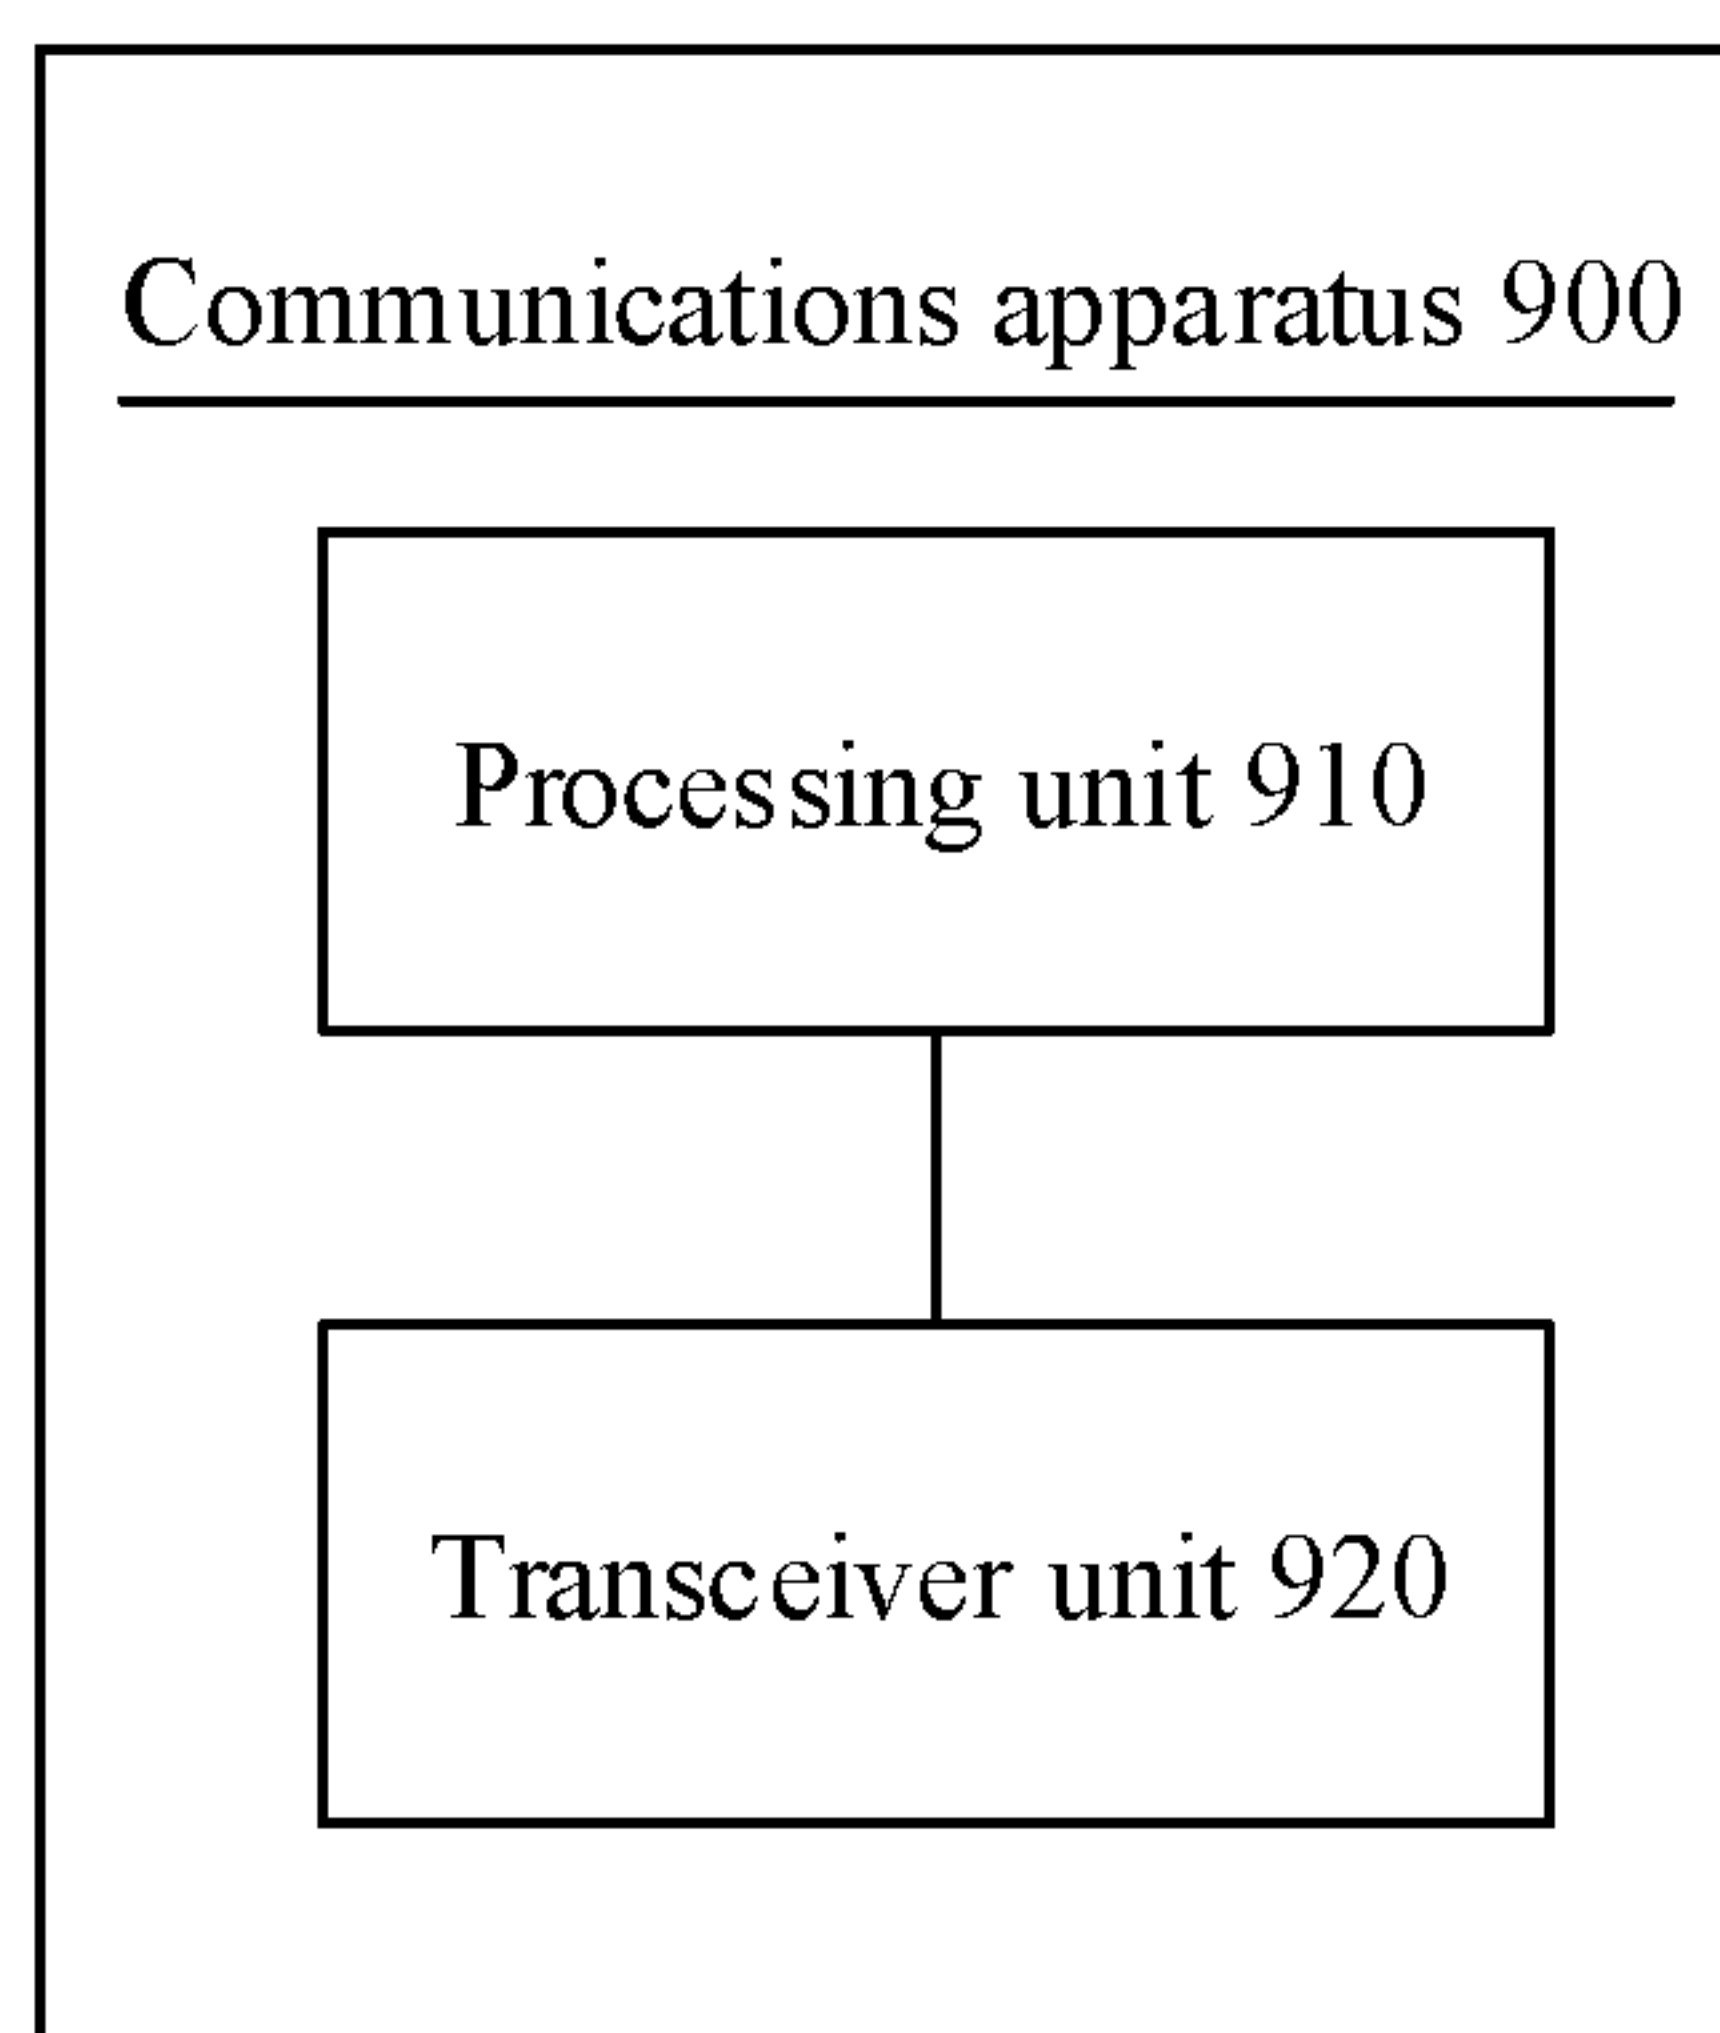 Communications apparatus 900
Processing unit 910
Transceiver unit 920